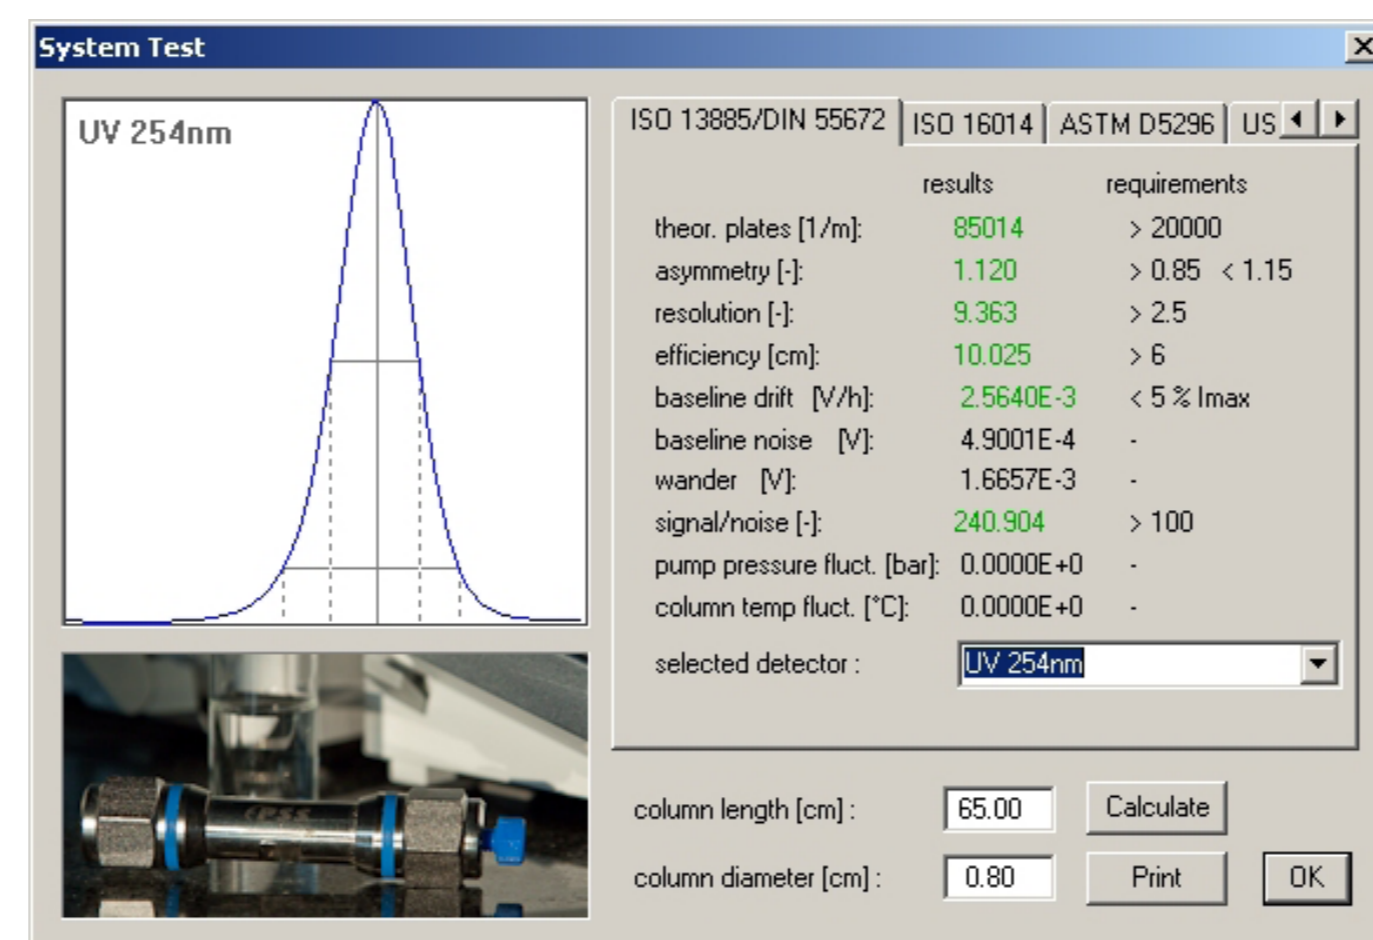 System Test
UV 254nm
ISO 13885/DIN 55672 ISO 16014 ASTM D5296 US
results requirements
theor. plates [1/m]: 85014 > 20000
asymmetry [-]: 1.120 > 0.85 < 1.15
resolution [-]: 9.363 > 2.5
efficiency [cm]: 10.025 > 6
baseline drift [V/h]: 2.5640E-3 < 5 % Imax
baseline noise [V]: 4.9001E-4 -
wander [V]: 1.6657E-3 -
signal/noise [-]: 240.904 > 100
pump pressure fluct. [bar]: 0.0000E+0 -
column temp fluct. [°C]: 0.0000E+0 -
selected detector : UV 254nm
PSS
column length [cm] : 65.00 Calculate
column diameter [cm] : 0.80 Print OK